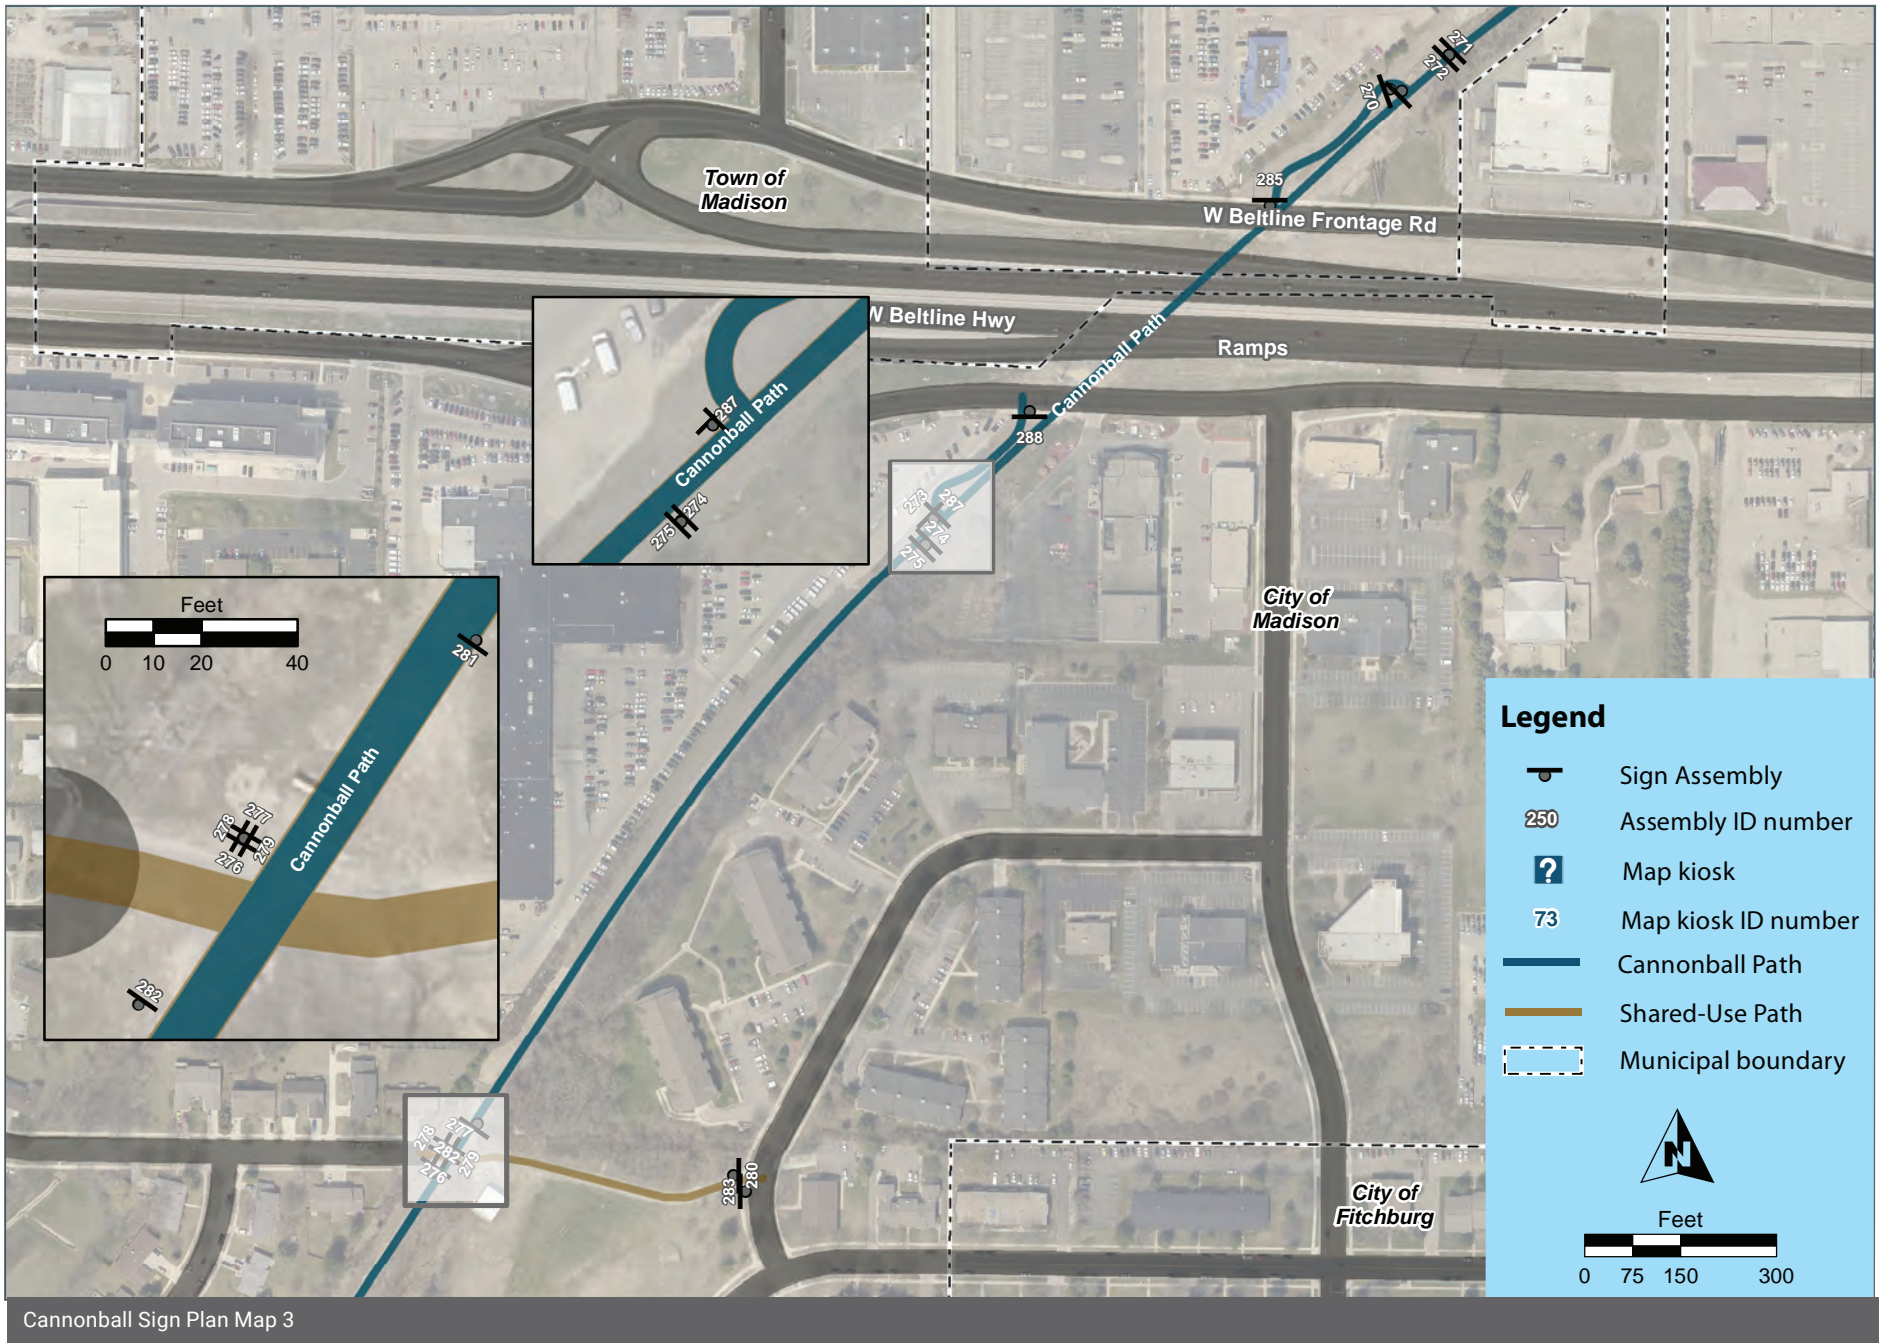 271
272
270
Town of
Madison
285
W Beltline Frontage Rd
W Beltline Hwy
Cannonball Path
Ramps
287
Cannonball Path
274
275
288
273
287
274
275
Feet
0 10 20 40
281
Cannonball Path
277
278
279
276
282
City of
Madison
Legend
Sign Assembly
250 Assembly ID number
? Map kiosk
73 Map kiosk ID number
Cannonball Path
Shared-Use Path
Municipal boundary
N
Feet
0 75 150 300
277
278
282
279
276
283
280
City of
Fitchburg
Cannonball Sign Plan Map 3